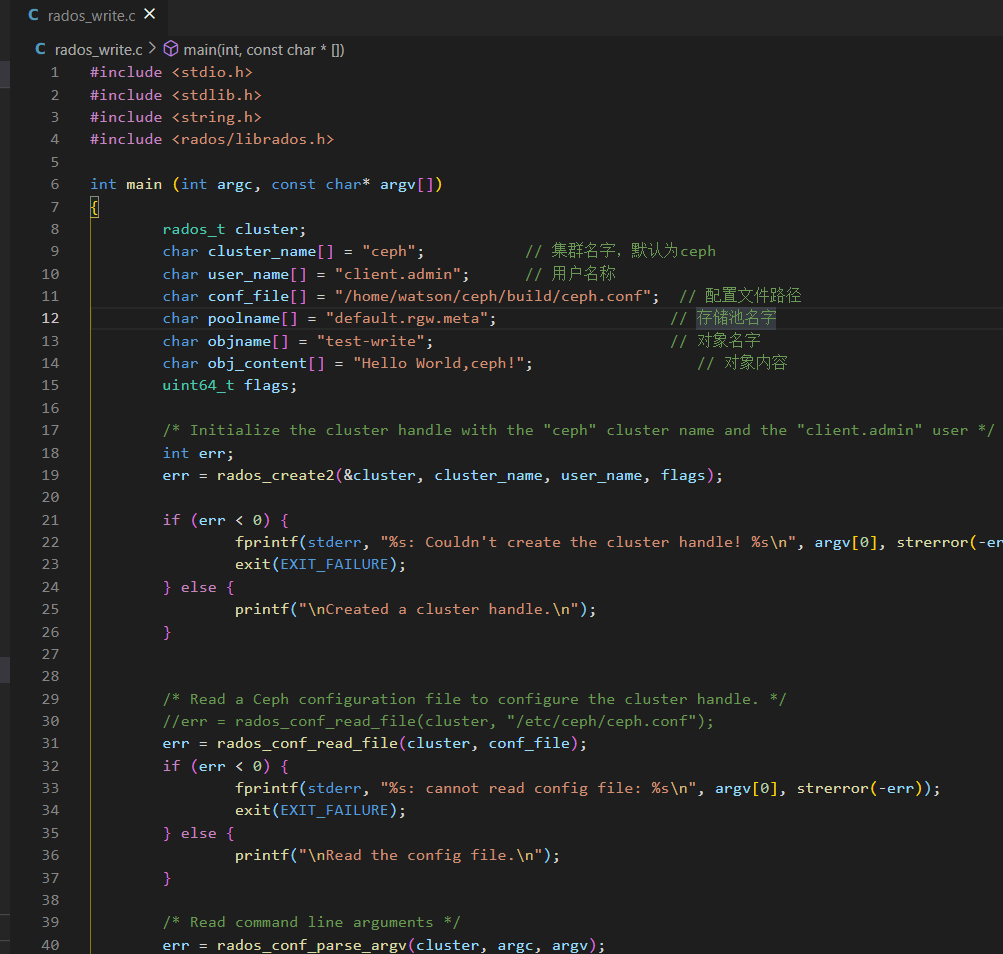 C rados_write.c ×
C rados_write.c > main(int, const char * [])
1 #include <stdio.h>
2 #include <stdlib.h>
3 #include <string.h>
4 #include <rados/librados.h>
5
6 int main (int argc, const char* argv[])
7 {
8 rados_t cluster;
9 char cluster_name[] = "ceph"; // 集群名字，默认为ceph
10 char user_name[] = "client.admin"; // 用户名称
11 char conf_file[] = "/home/watson/ceph/build/ceph.conf"; // 配置文件路径
12 char poolname[] = "default.rgw.meta"; // 存储池名字
13 char objname[] = "test-write"; // 对象名字
14 char obj_content[] = "Hello World,ceph!"; // 对象内容
15 uint64_t flags;
16
17 /* Initialize the cluster handle with the "ceph" cluster name and the "client.admin" user */
18 int err;
19 err = rados_create2(&cluster, cluster_name, user_name, flags);
20
21 if (err < 0) {
22 fprintf(stderr, "%s: Couldn't create the cluster handle! %s\n", argv[0], strerror(-er
23 exit(EXIT_FAILURE);
24 } else {
25 printf("\nCreated a cluster handle.\n");
26 }
27
28
29 /* Read a Ceph configuration file to configure the cluster handle. */
30 //err = rados_conf_read_file(cluster, "/etc/ceph/ceph.conf");
31 err = rados_conf_read_file(cluster, conf_file);
32 if (err < 0) {
33 fprintf(stderr, "%s: cannot read config file: %s\n", argv[0], strerror(-err));
34 exit(EXIT_FAILURE);
35 } else {
36 printf("\nRead the config file.\n");
37 }
38
39 /* Read command line arguments */
40 err = rados_conf_parse_argv(cluster, argc, argv);